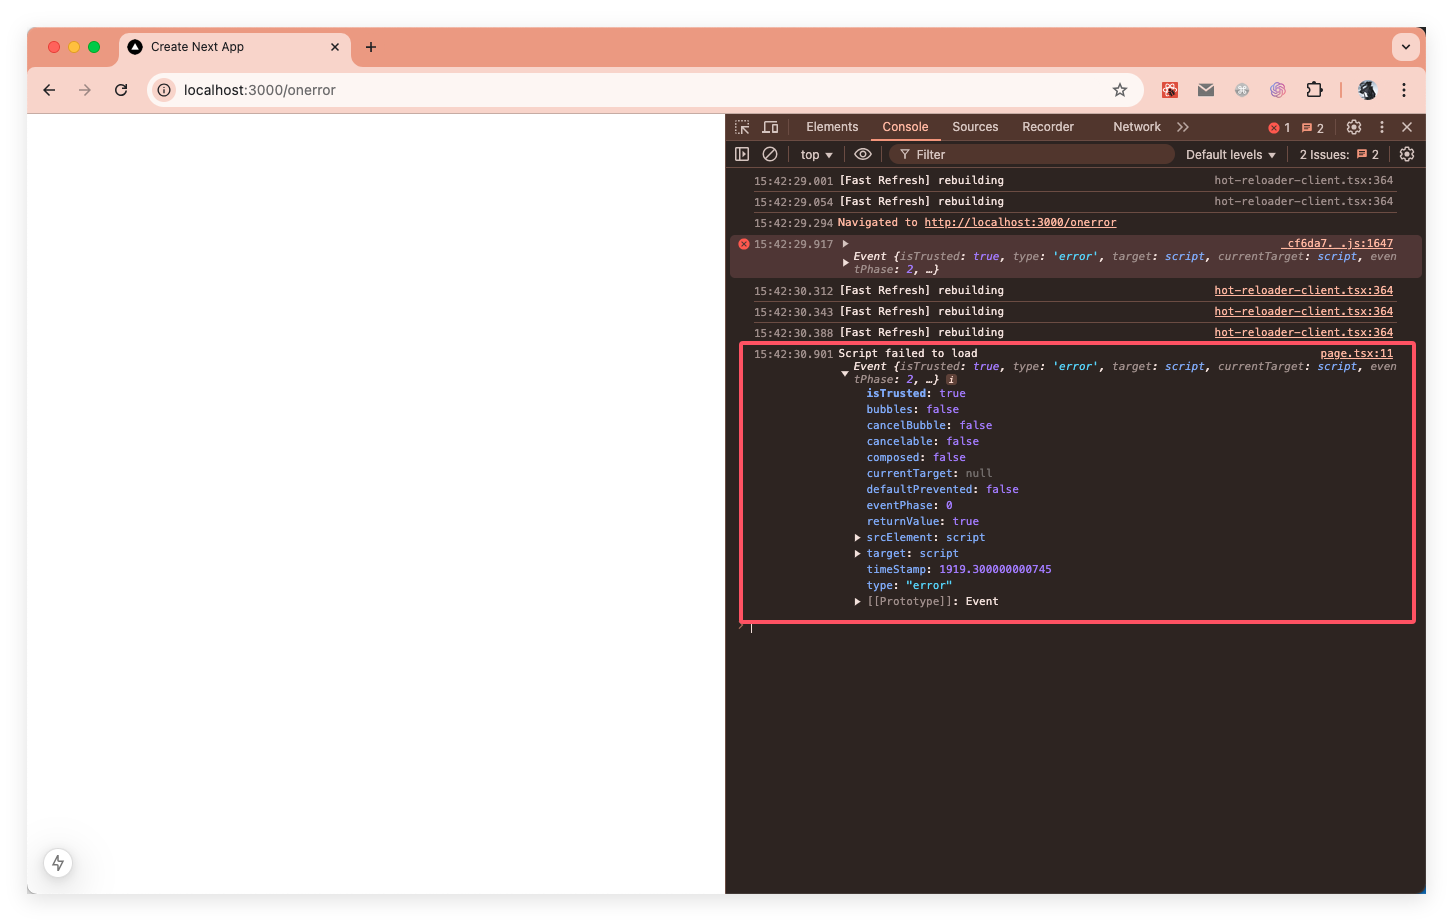 Create Next App
localhost:3000/onerror
Elements Console Sources Recorder Network 1 2
top Filter Default levels 2 Issues: 2
15:42:29.001 [Fast Refresh] rebuilding hot-reloader-client.tsx:364
15:42:29.054 [Fast Refresh] rebuilding hot-reloader-client.tsx:364
15:42:29.294 Navigated to http://localhost:3000/onerror
15:42:29.917 _cf6da7._.js:1647
Event {isTrusted: true, type: 'error', target: script, currentTarget: script, even
tPhase: 2, …}
15:42:30.312 [Fast Refresh] rebuilding hot-reloader-client.tsx:364
15:42:30.343 [Fast Refresh] rebuilding hot-reloader-client.tsx:364
15:42:30.388 [Fast Refresh] rebuilding hot-reloader-client.tsx:364
15:42:30.901 Script failed to load page.tsx:11
Event {isTrusted: true, type: 'error', target: script, currentTarget: script, even
tPhase: 2, …} i
isTrusted: true
bubbles: false
cancelBubble: false
cancelable: false
composed: false
currentTarget: null
defaultPrevented: false
eventPhase: 0
returnValue: true
srcElement: script
target: script
timeStamp: 1919.300000000745
type: "error"
[[Prototype]]: Event